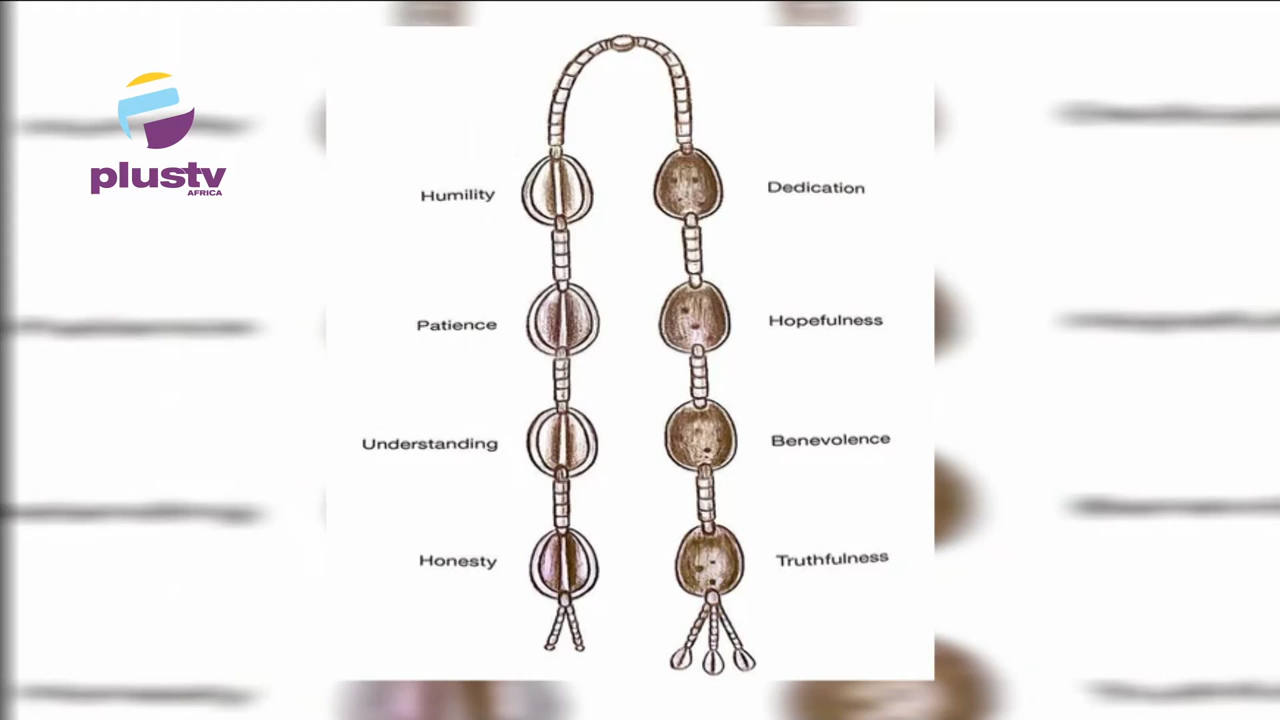 plustv
AFRICA
Humility
Dedication
Patience
Hopefulness
Understanding
Benevolence
Honesty
Truthfulness